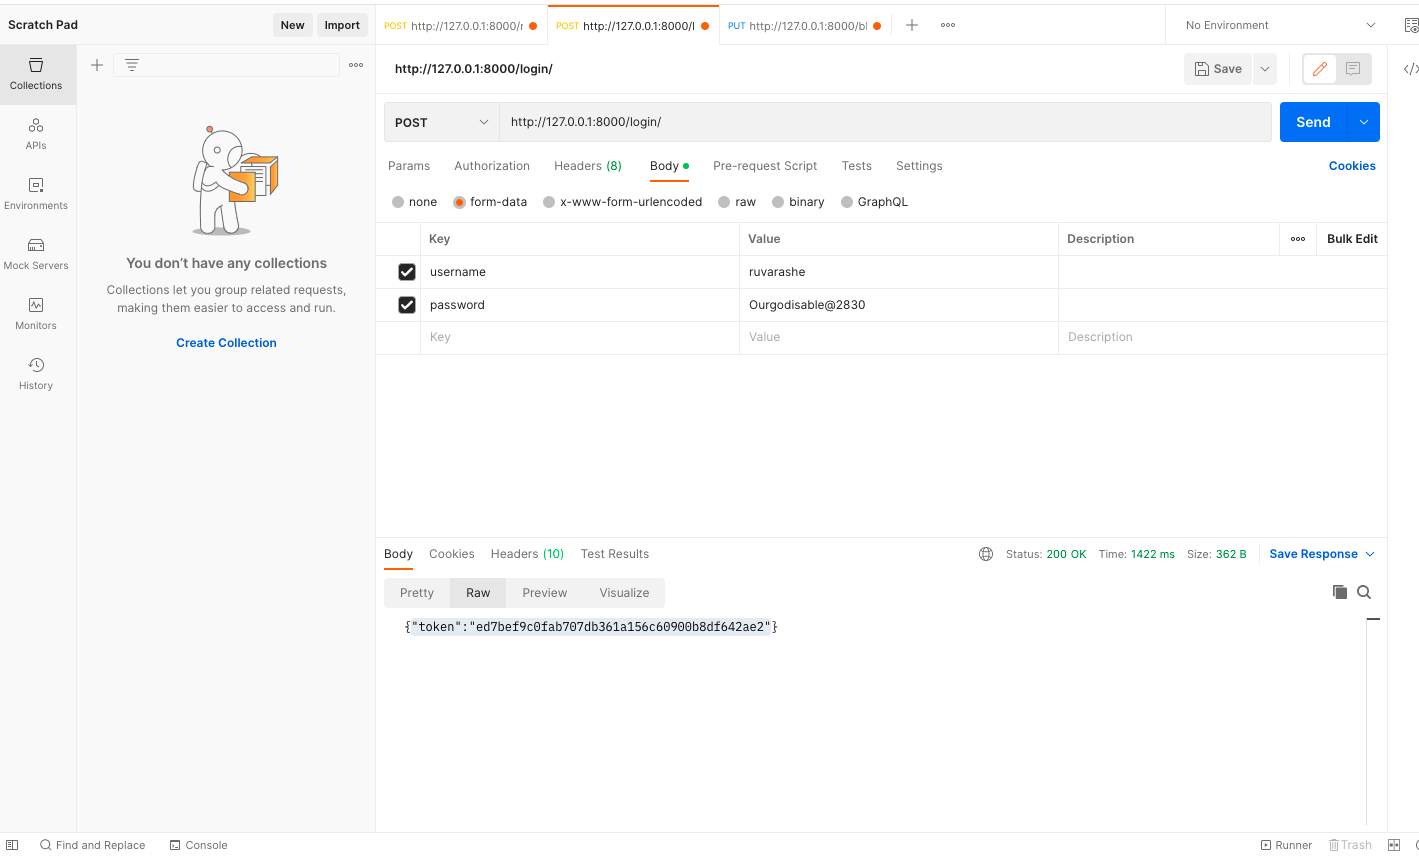 Scratch Pad
New
Import
POST http://127.0.0.1:8000/r
POST http://127.0.0.1:8000/l
PUT http://127.0.0.1:8000/bl
No Environment
Collections
APIs
Environments
Mock Servers
Monitors
History
You don't have any collections
Collections let you group related requests,
making them easier to access and run.
Create Collection
http://127.0.0.1:8000/login/
Save
POST
http://127.0.0.1:8000/login/
Send
Params Authorization Headers (8) Body Pre-request Script Tests Settings Cookies
none form-data x-www-form-urlencoded raw binary GraphQL
Key Value Description Bulk Edit
username ruvarashe
password Ourgodisable@2830
Key Value Description
Body Cookies Headers (10) Test Results Status: 200 OK Time: 1422 ms Size: 362 B Save Response
Pretty Raw Preview Visualize
{"token":"ed7bef9c0fab707db361a156c60900b8df642ae2"}
Find and Replace Console Runner Trash